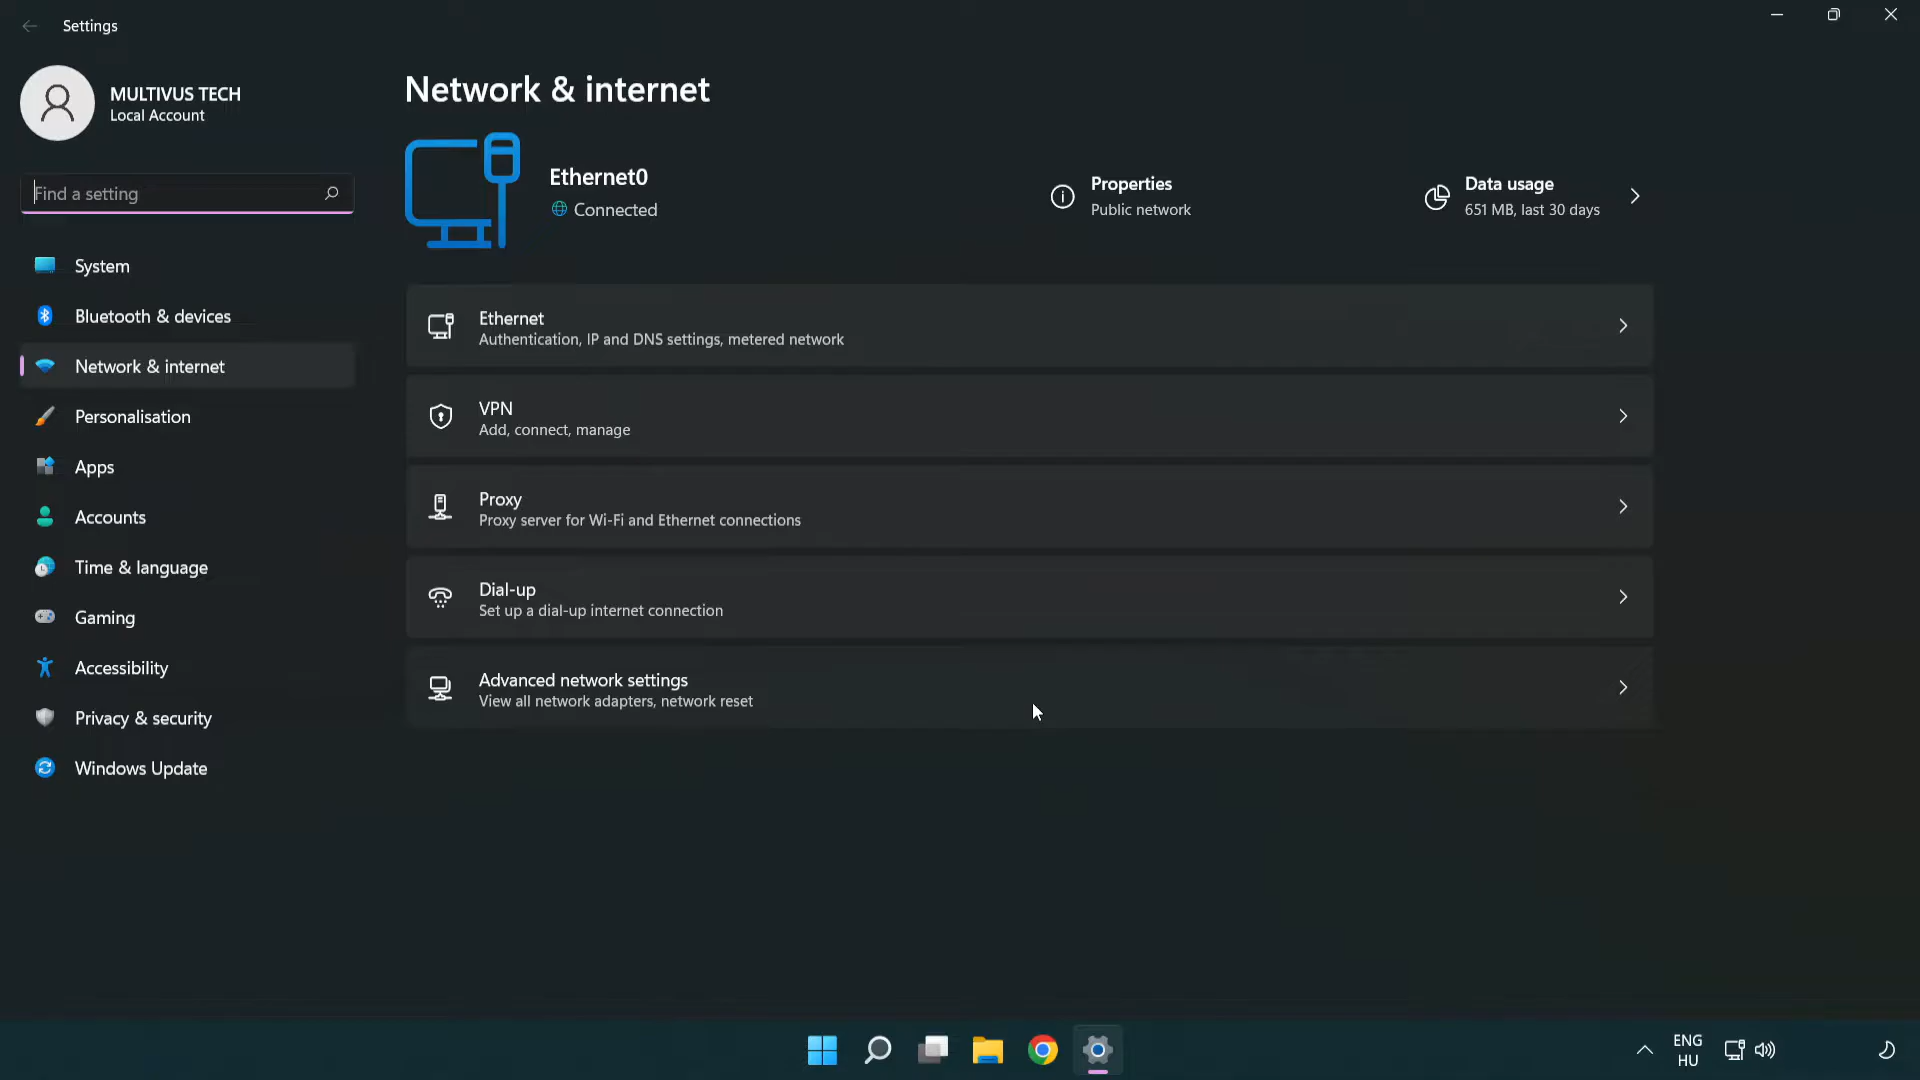 Settings
MULTIVUS TECH
Local Account
Find a setting
System
Bluetooth & devices
Network & internet
Personalisation
Apps
Accounts
Time & language
Gaming
Accessibility
Privacy & security
Windows Update
Network & internet
Ethernet0
Connected
Properties
Public network
Data usage
651 MB, last 30 days
Ethernet
Authentication, IP and DNS settings, metered network
VPN
Add, connect, manage
Proxy
Proxy server for Wi-Fi and Ethernet connections
Dial-up
Set up a dial-up internet connection
Advanced network settings
View all network adapters, network reset
ENG
HU